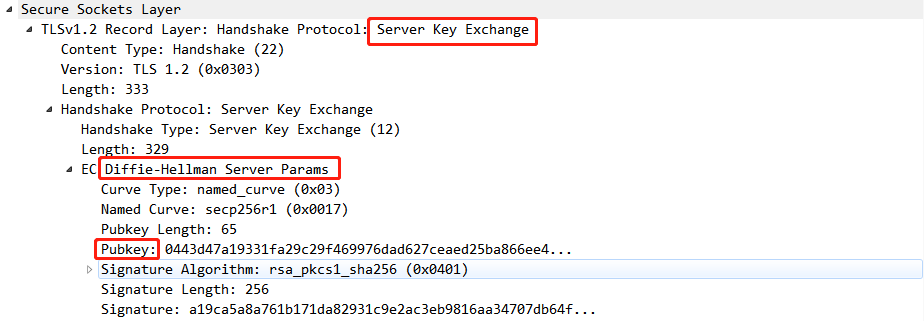 Secure Sockets Layer
TLSv1.2 Record Layer: Handshake Protocol: Server Key Exchange
Content Type: Handshake (22)
Version: TLS 1.2 (0x0303)
Length: 333
Handshake Protocol: Server Key Exchange
Handshake Type: Server Key Exchange (12)
Length: 329
EC Diffie-Hellman Server Params
Curve Type: named_curve (0x03)
Named Curve: secp256r1 (0x0017)
Pubkey Length: 65
Pubkey: 0443d47a19331fa29c29f469976dad627ceaed25ba866ee4...
Signature Algorithm: rsa_pkcs1_sha256 (0x0401)
Signature Length: 256
Signature: a19ca5a8a761b171da82931c9e2ac3eb9816aa34707db64f...